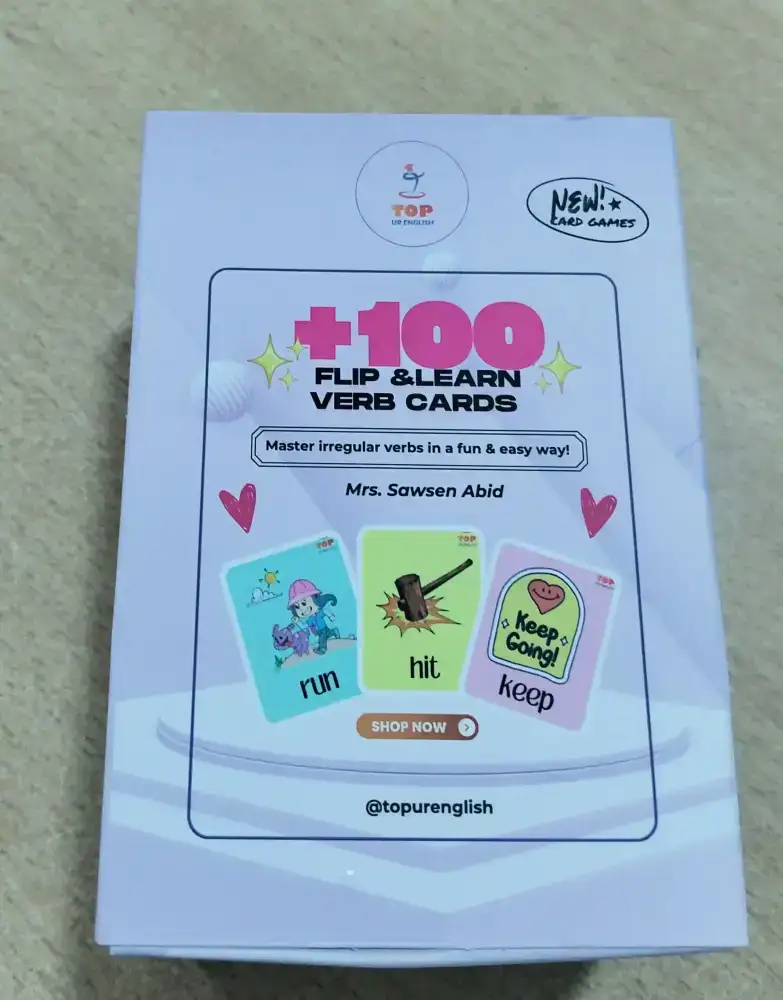 TOP
UR ENGLISH
NEW!
CARD GAMES
+100
FLIP &LEARN
VERB CARDS
Master irregular verbs in a fun & easy way!
Mrs. Sawsen Abid
TOP
TOP
TOP
Keep
Going!
run
hit
keep
SHOP NOW
@topurenglish